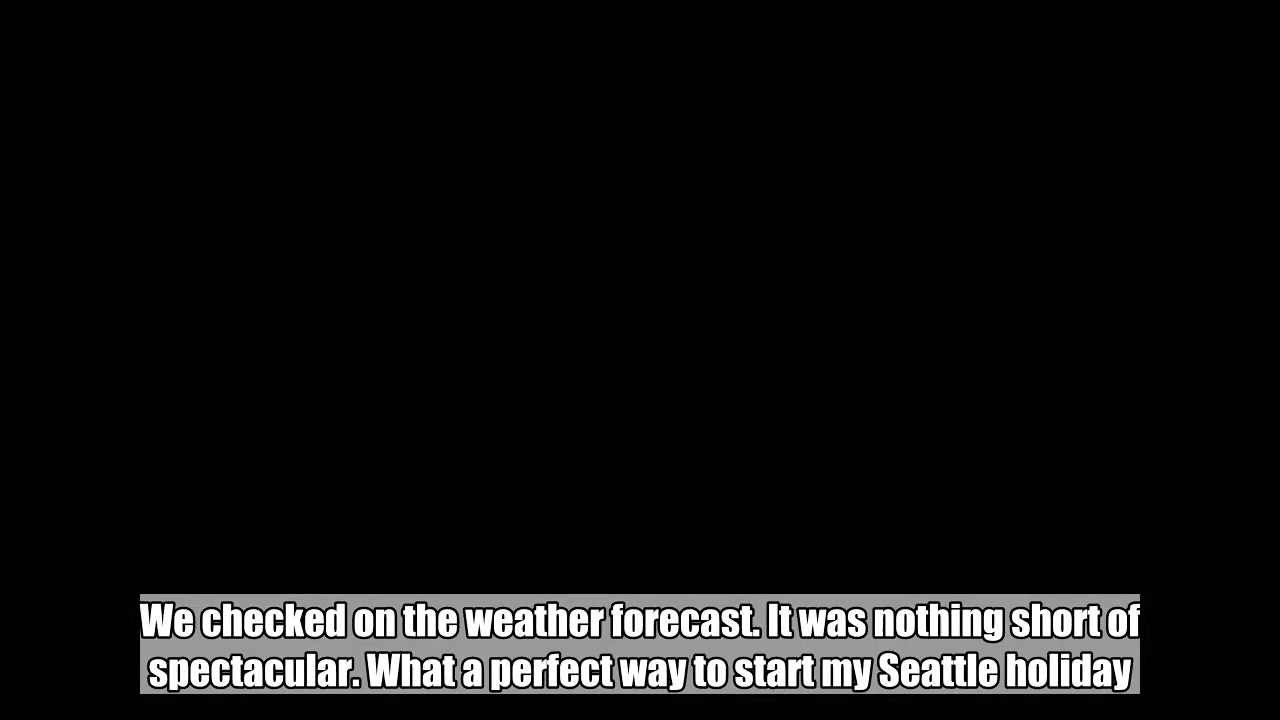 We checked on the weather forecast. It was nothing short of
spectacular. What a perfect way to start my Seattle holiday